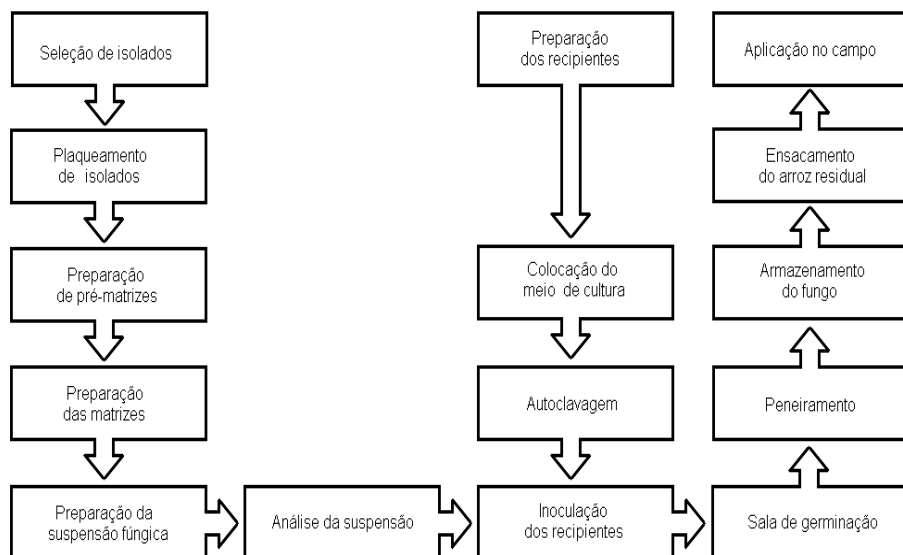 Seleção de isolados
Plaqueamento
de isolados
Preparação
de pré-matrizes
Preparação
das matrizes
Preparação da
suspensão fúngica
Análise da suspensão
Preparação
dos recipientes
Colocação do
meio de cultura
Autoclavagem
Inoculação
dos recipientes
Sala de germinação
Peneiramento
Armazenamento
do fungo
Ensacamento
do arroz residual
Aplicação no campo